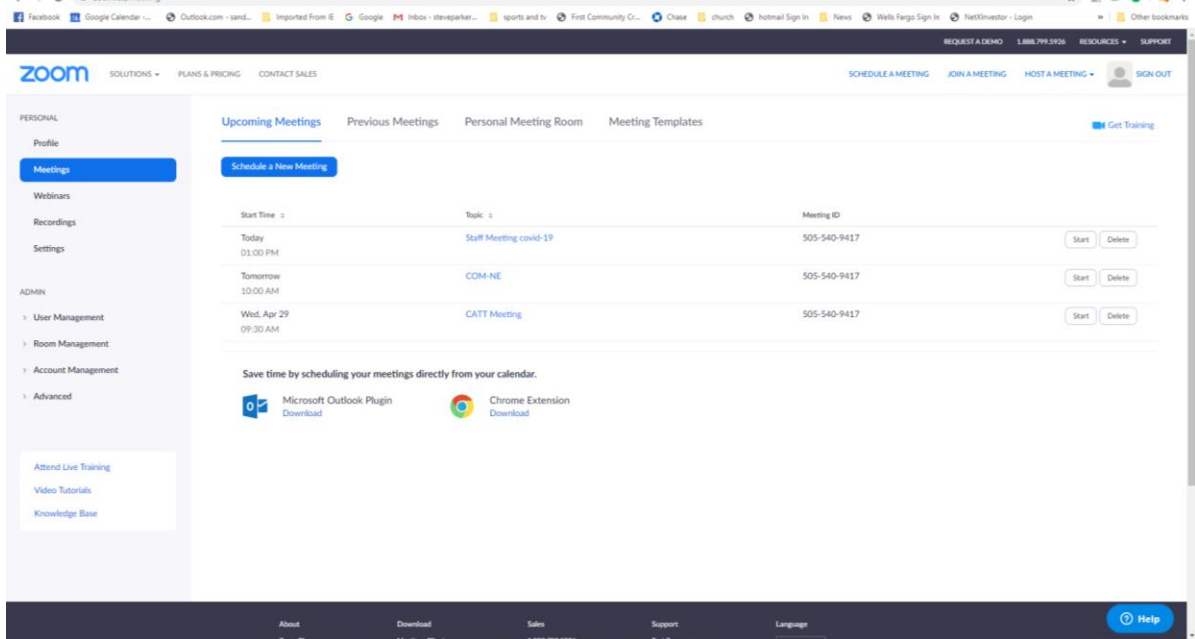 Facebook Google Calendar -... Outlook.com - sand... Imported From IE Google Inbox - steveparker... sports and tv First Community Cr... Chase church hotmail Sign In News Wells Fargo Sign In NetXInvestor - Login » Other bookmarks
REQUEST A DEMO 1.888.799.5926 RESOURCES SUPPORT
zoom SOLUTIONS PLANS & PRICING CONTACT SALES SCHEDULE A MEETING JOIN A MEETING HOST A MEETING SIGN OUT
PERSONAL
Profile
Meetings
Webinars
Recordings
Settings
ADMIN
User Management
Room Management
Account Management
Advanced
Attend Live Training
Video Tutorials
Knowledge Base
Upcoming Meetings Previous Meetings Personal Meeting Room Meeting Templates Get Training
Schedule a New Meeting
Start Time Topic Meeting ID
Today Staff Meeting covid-19 505-540-9417 Start Delete
01:00 PM
Tomorrow COM-NE 505-540-9417 Start Delete
10:00 AM
Wed, Apr 29 CATT Meeting 505-540-9417 Start Delete
09:30 AM
Save time by scheduling your meetings directly from your calendar.
Microsoft Outlook Plugin Chrome Extension
Download Download
About Download Sales Support Language
Help